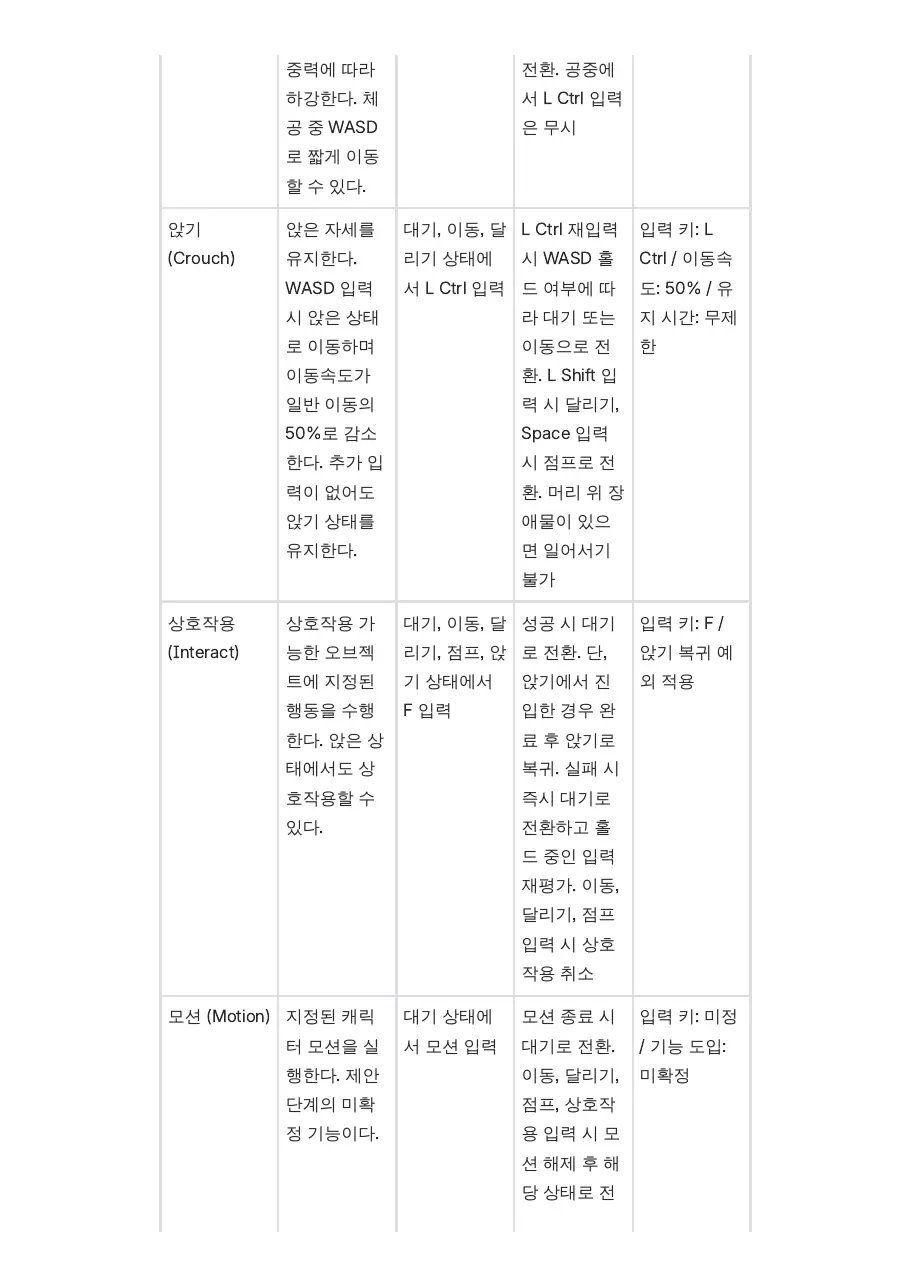 중력에 따라
하강한다. 체
공 중 WASD
로 짧게 이동
할 수 있다.
전환. 공중에
서 L Ctrl 입력
은 무시
앉기
(Crouch)
앉은 자세를
유지한다.
WASD 입력
시 앉은 상태
로 이동하며
이동속도가
일반 이동의
50%로 감소
한다. 추가 입
력이 없어도
앉기 상태를
유지한다.
대기, 이동, 달
리기 상태에
서 L Ctrl 입력
L Ctrl 재입력
시 WASD 홀
드 여부에 따
라 대기 또는
이동으로 전
환. L Shift 입
력 시 달리기,
Space 입력
시 점프로 전
환. 머리 위 장
애물이 있으
면 일어서기
불가
입력 키: L
Ctrl / 이동속
도: 50% / 유
지 시간: 무제
한
상호작용
(Interact)
상호작용 가
능한 오브젝
트에 지정된
행동을 수행
한다. 앉은 상
태에서도 상
호작용할 수
있다.
대기, 이동, 달
리기, 점프, 앉
기 상태에서
F 입력
성공 시 대기
로 전환. 단,
앉기에서 진
입한 경우 완
료 후 앉기로
복귀. 실패 시
즉시 대기로
전환하고 홀
드 중인 입력
재평가. 이동,
달리기, 점프
입력 시 상호
작용 취소
입력 키: F /
앉기 복귀 예
외 적용
모션 (Motion)
지정된 캐릭
터 모션을 실
행한다. 제안
단계의 미확
정 기능이다.
대기 상태에
서 모션 입력
모션 종료 시
대기로 전환.
이동, 달리기,
점프, 상호작
용 입력 시 모
션 해제 후 해
당 상태로 전
입력 키: 미정
/ 기능 도입:
미확정